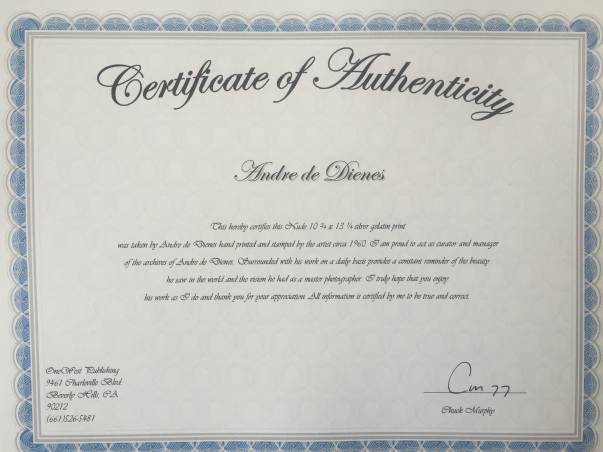 Certificate of Authenticity
Andre de Dienes
This hereby certifies this Nude 10 ¾ x 13 ¼ silver gelatin print
was taken by Andre de Dienes hand printed and stamped by the artist circa 1960. I am proud to act as curator and manager
of the archives of Andre de Dienes. Surrounded with his work on a daily basis provides a constant reminder of the beauty
he saw in the world and the vision he had as a master photographer. I truly hope that you enjoy
his work as I do and thank you for your appreciation. All information is certified by me to be true and correct.
OneWest Publishing
9461 Charleville Blvd.
Beverly Hills, CA.
90212
(661)526-5481
Chuck Murphy